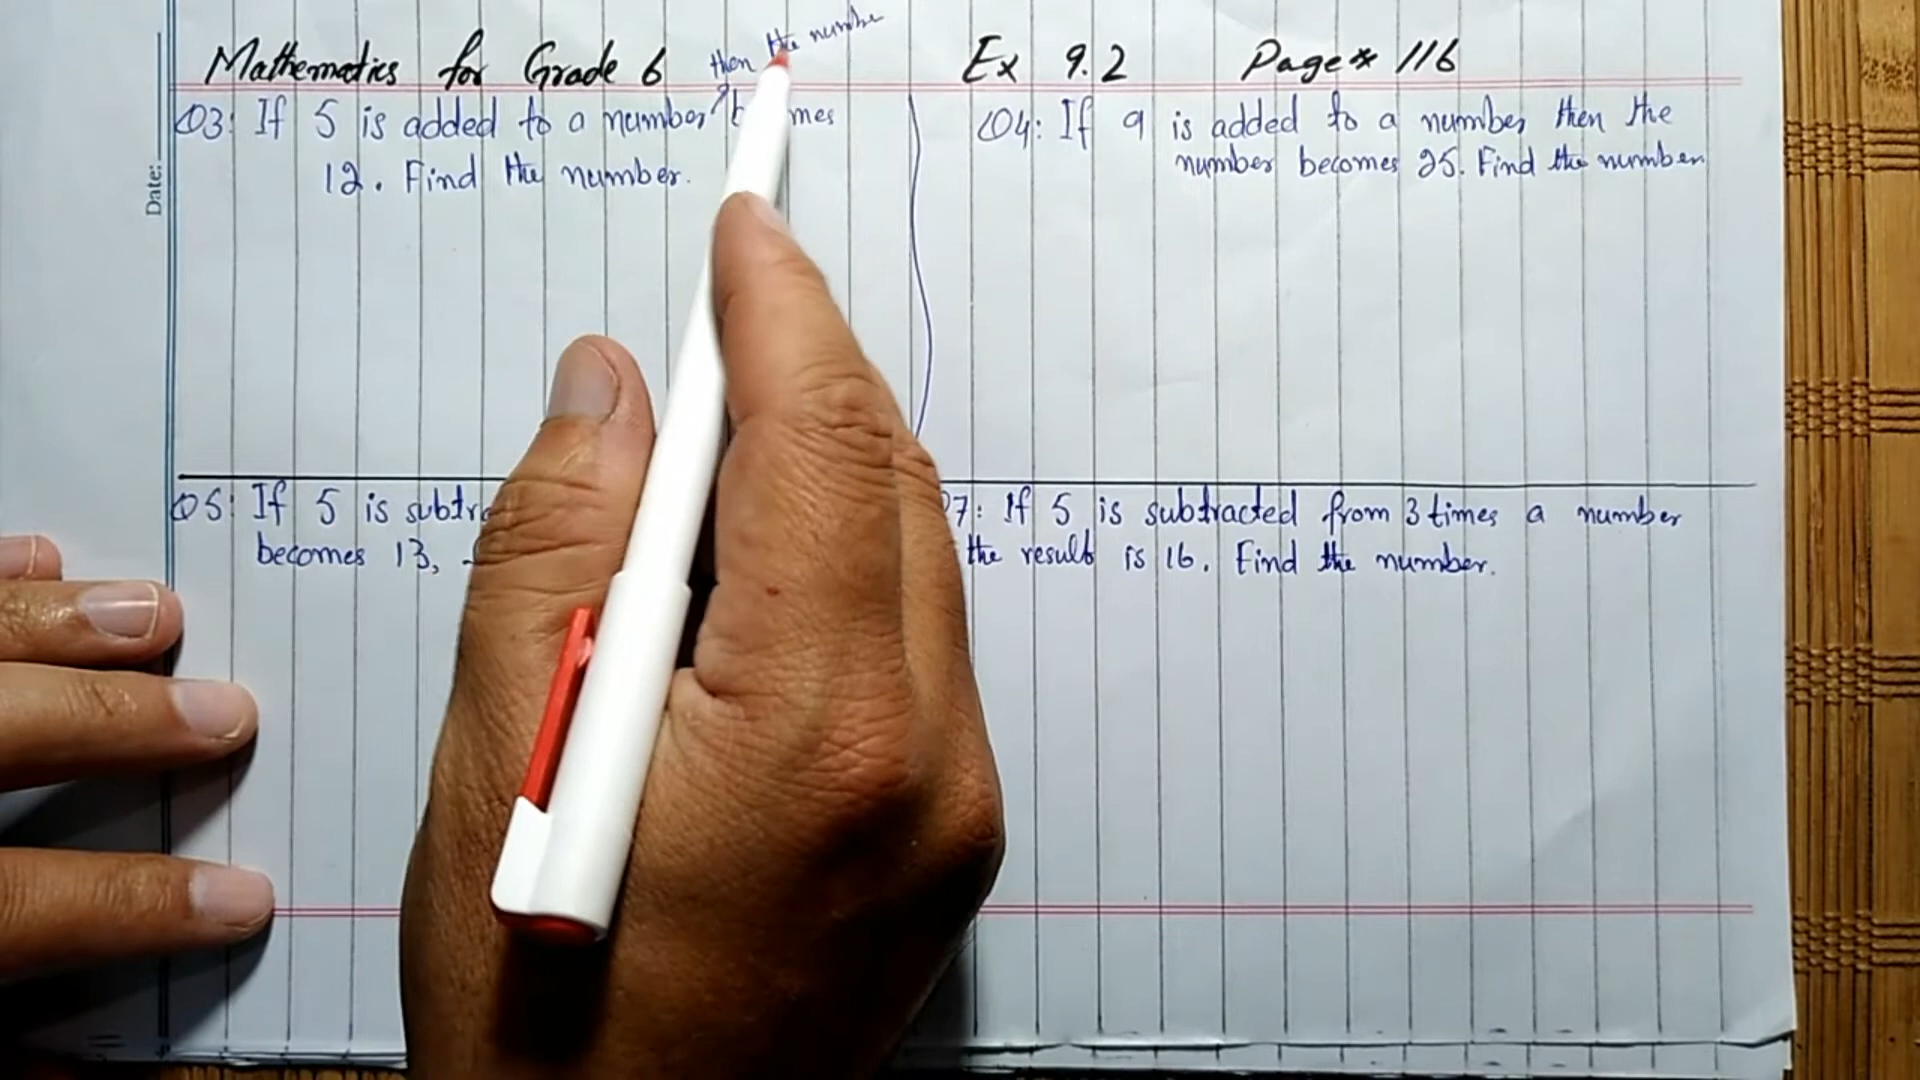 Mathematics for Grade 6
then the number
Ex 9.2 Page* 116
Q3: If 5 is added to a number
12. Find the number.
Q4: If 9 is added to a number then the
number becomes 25. Find the number
Q5: If 5 is
becomes 13,
7: If 5 is subtracted from 3 times a number
the result is 16. Find the number.
Date: